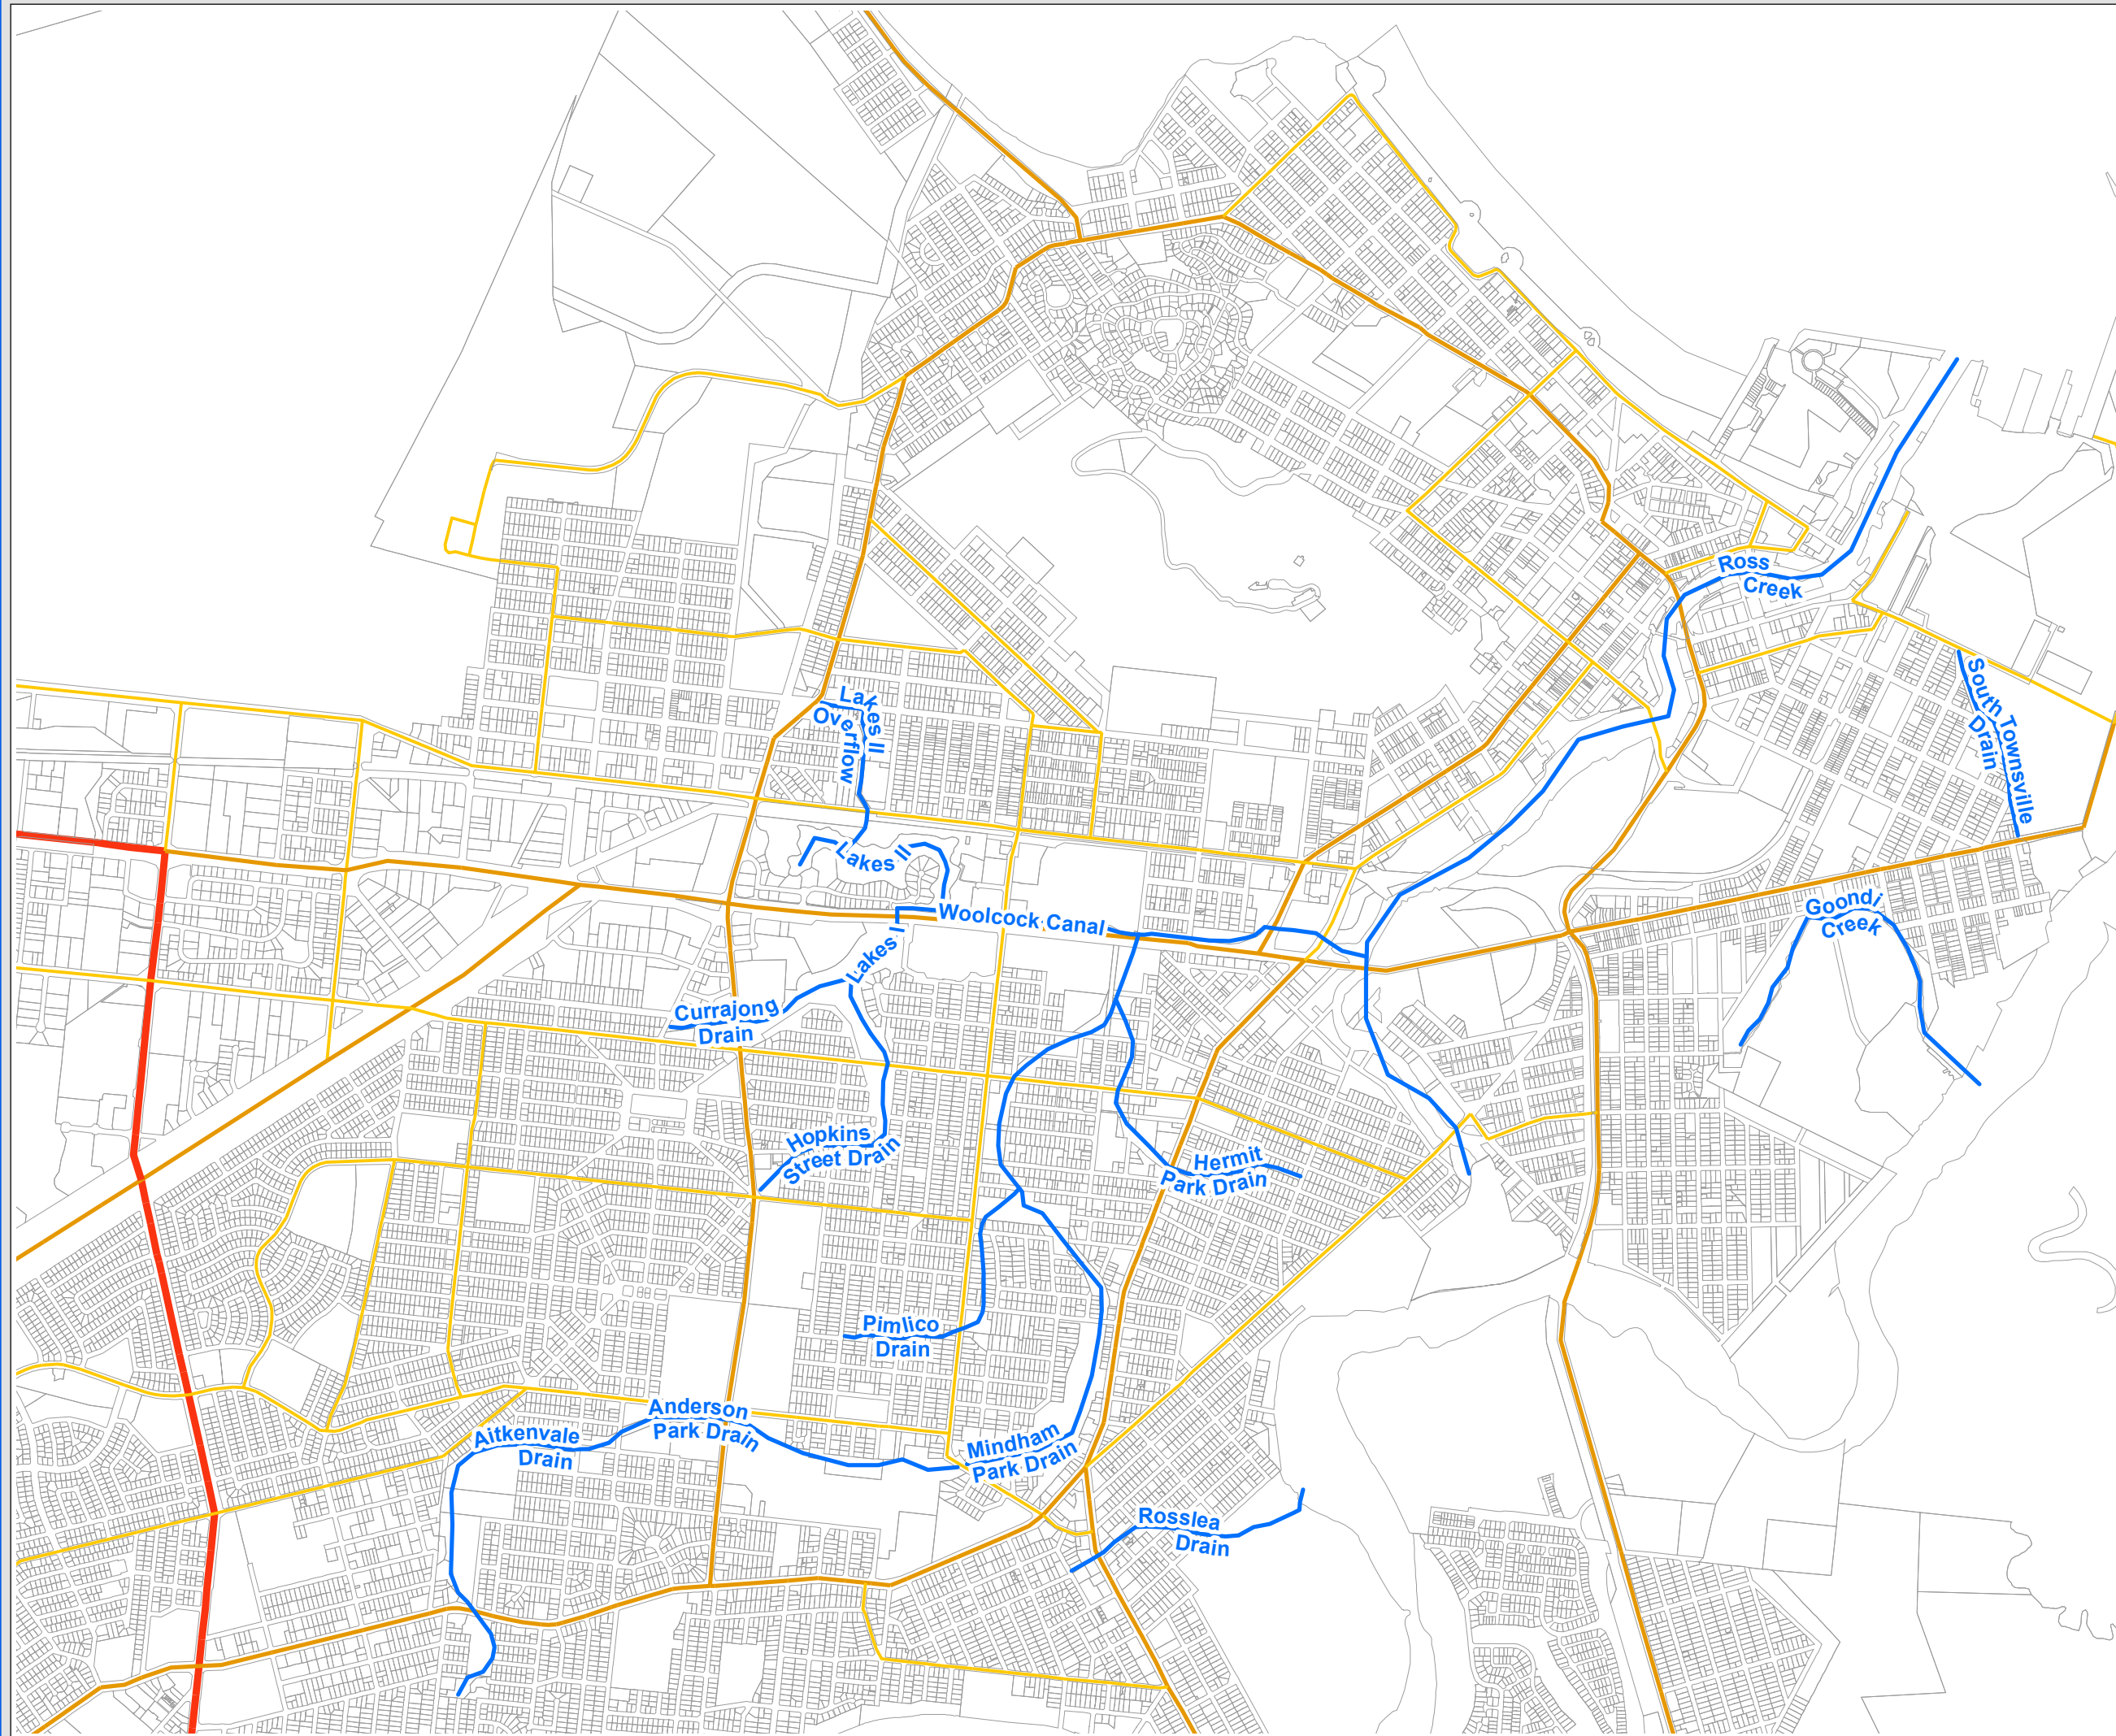 Ross
Creek
South Townsville
Drain
Lakes II
Overflow
Lakes II
Woolcock Canal
Goondi
Creek
Lakes I
Currajong
Drain
Hopkins
Street Drain
Hermit
Park Drain
Pimlico
Drain
Anderson
Park Drain
Aitkenvale
Drain
Mindham
Park Drain
Rosslea
Drain